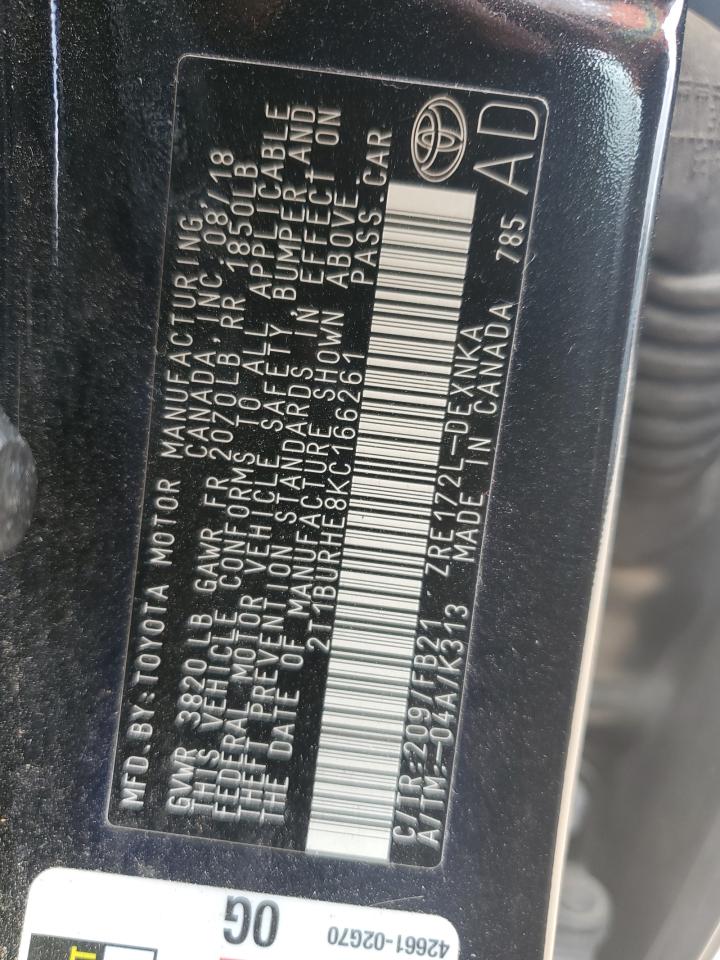 MFD.BY:TOYOTA MOTOR MANUFACTURING
CANADA, INC. 08/18
GVWR 3820LB GAWR FR 2070LB RR 1850LB
THIS VEHICLE CONFORMS TO ALL APPLICABLE
FEDERAL MOTOR VEHICLE SAFETY, BUMPER AND
THEFT PREVENTION STANDARDS IN EFFECT ON
THE DATE OF MANUFACTURE SHOWN ABOVE.
2T1BURHE8KC166261 PASS.CAR
C/TR:209/FB21 ZRE172L-DEXNKA
A/TM:-04A/K313 MADE IN CANADA 785
AD
OG
42661-02G70